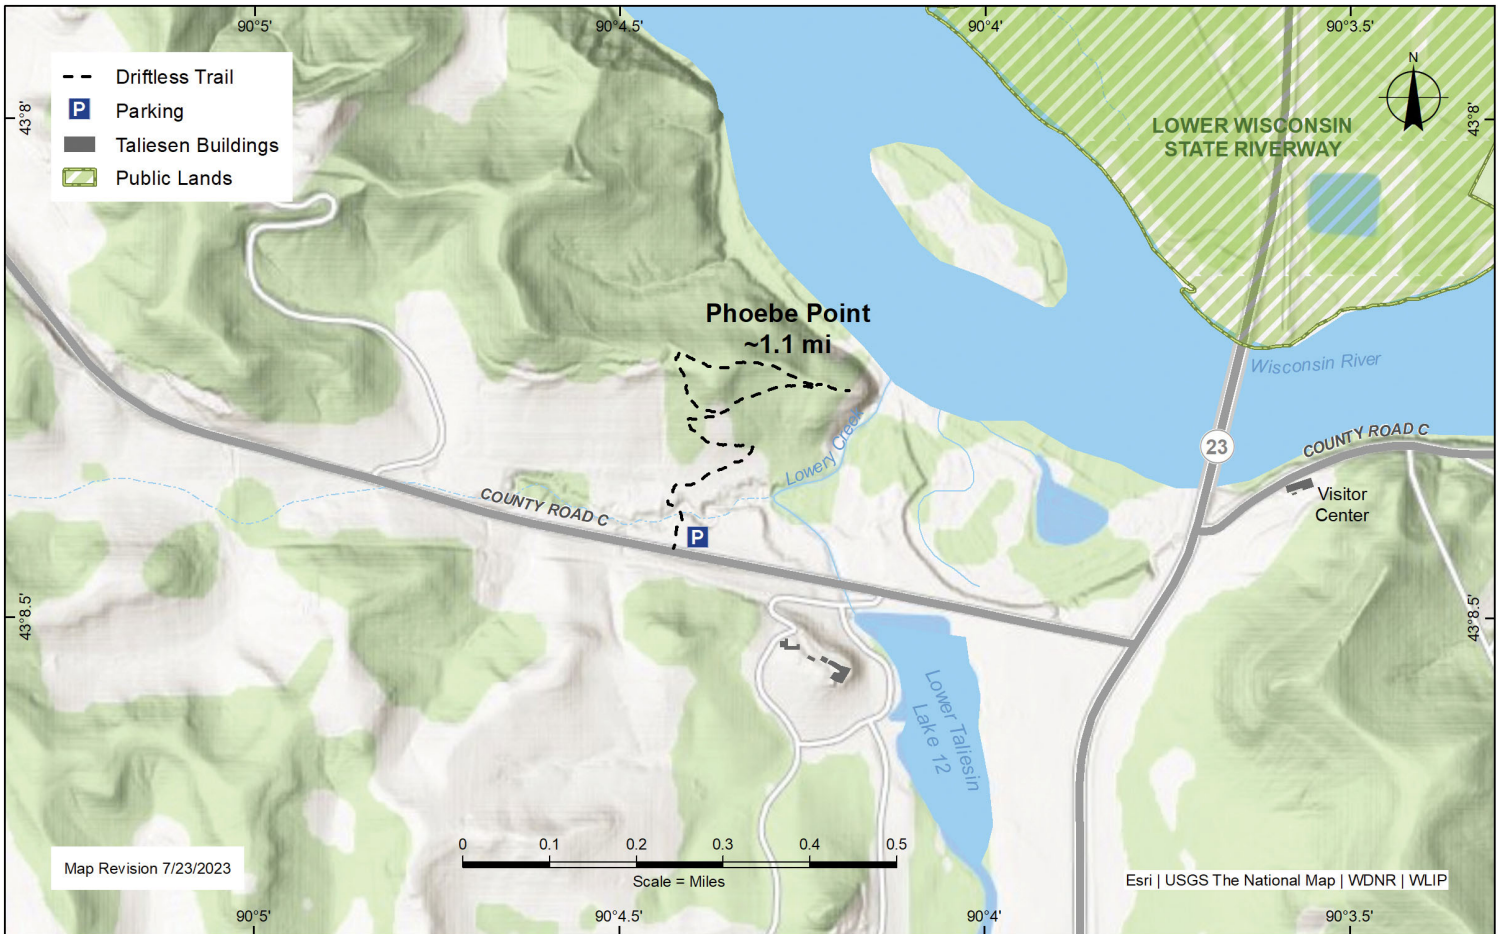 90°5'
90°4.5'
90°4'
90°3.5'
43°8'
43°8'
Driftless Trail
P
Parking
Taliesen Buildings
Public Lands
N
LOWER WISCONSIN
STATE RIVERWAY
Phoebe Point
~1.1 mi
Wisconsin River
COUNTY ROAD C
23
Lowery Creek
COUNTY ROAD C
Visitor
Center
P
43°8.5'
43°8.5'
Lower Taliesin
Lake 12
0
0.1
0.2
0.3
0.4
0.5
Scale = Miles
Map Revision 7/23/2023
Esri | USGS The National Map | WDNR | WLIP
90°5'
90°4.5'
90°4'
90°3.5'